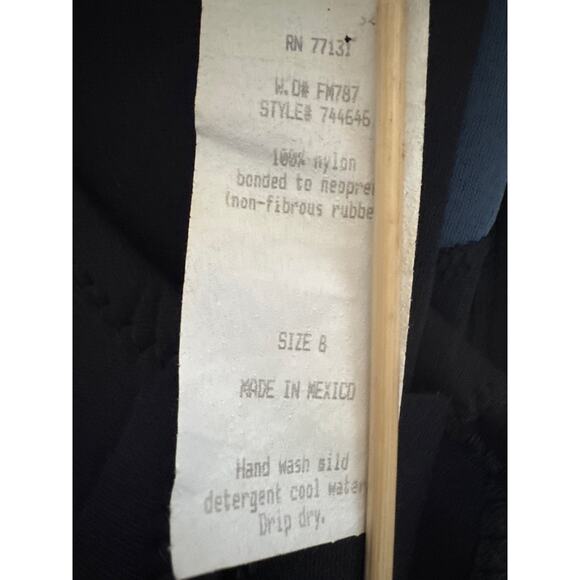 RN 77131
W.O# FM787
STYLE# 744646
100% nylon
bonded to neopre
(non-fibrous rubbe
SIZE 8
MADE IN MEXICO
Hand wash mild
detergent cool water
Drip dry.